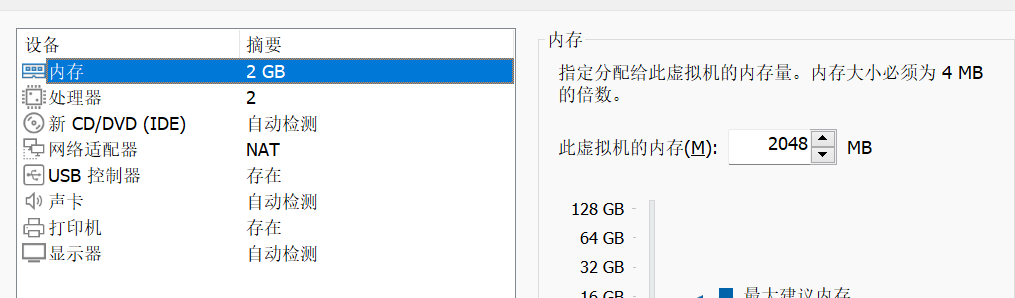 设备 摘要
内存 2 GB
处理器 2
新 CD/DVD (IDE) 自动检测
网络适配器 NAT
USB 控制器 存在
声卡 自动检测
打印机 存在
显示器 自动检测
内存
指定分配给此虚拟机的内存量。内存大小必须为 4 MB
的倍数。
此虚拟机的内存(M): 2048 MB
128 GB
64 GB
32 GB
16 GB
最大建议内存